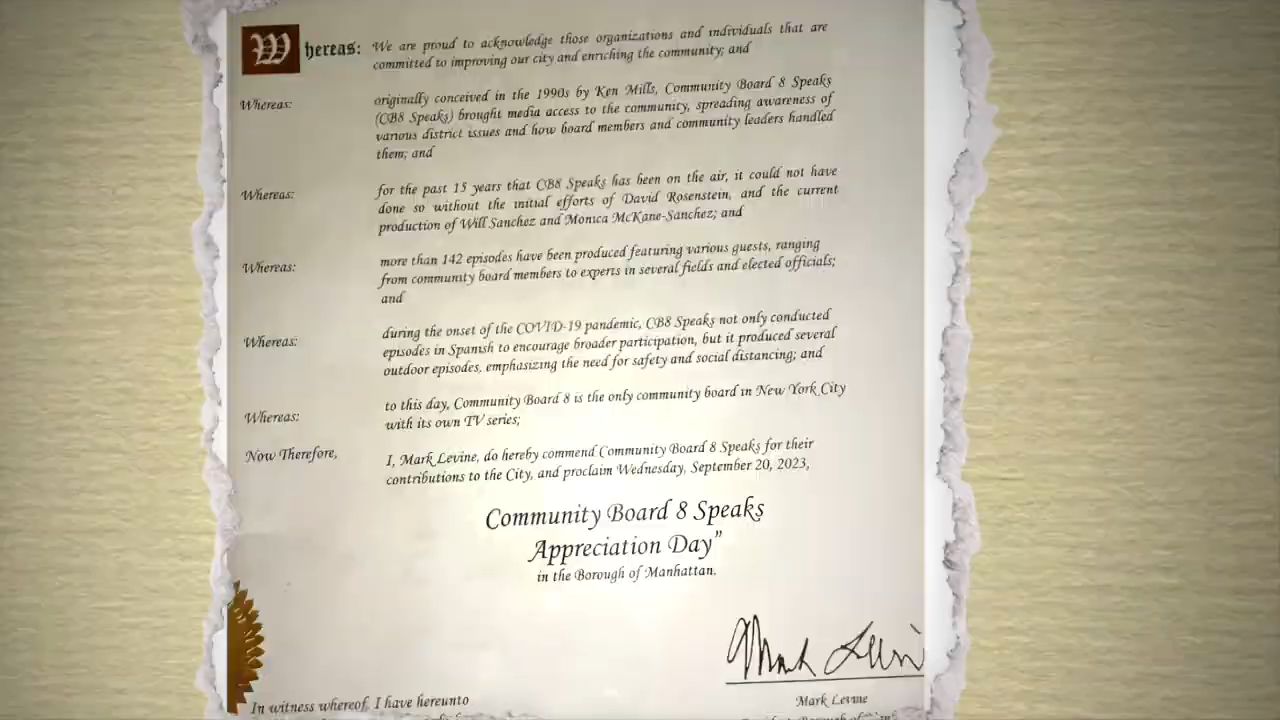 Whereas: We are proud to acknowledge those organizations and individuals that are
committed to improving our city and enriching the community; and
Whereas: originally conceived in the 1990s by Ken Mills, Community Board 8 Speaks
(CB8 Speaks) brought media access to the community, spreading awareness of
various district issues and how board members and community leaders handled
them; and
Whereas: for the past 15 years that CB8 Speaks has been on the air, it could not have
done so without the initial efforts of David Rosenstein, and the current
production of Will Sanchez and Monica McKane-Sanchez; and
Whereas: more than 142 episodes have been produced featuring various guests, ranging
from community board members to experts in several fields and elected officials;
and
Whereas: during the onset of the COVID-19 pandemic, CB8 Speaks not only conducted
episodes in Spanish to encourage broader participation, but it produced several
outdoor episodes, emphasizing the need for safety and social distancing; and
Whereas: to this day, Community Board 8 is the only community board in New York City
with its own TV series;
Now Therefore, I, Mark Levine, do hereby commend Community Board 8 Speaks for their
contributions to the City, and proclaim Wednesday, September 20, 2023,
Community Board 8 Speaks
Appreciation Day"
in the Borough of Manhattan.
Mark Levin
In witness whereof, I have hereunto
Mark Levine
Borough of